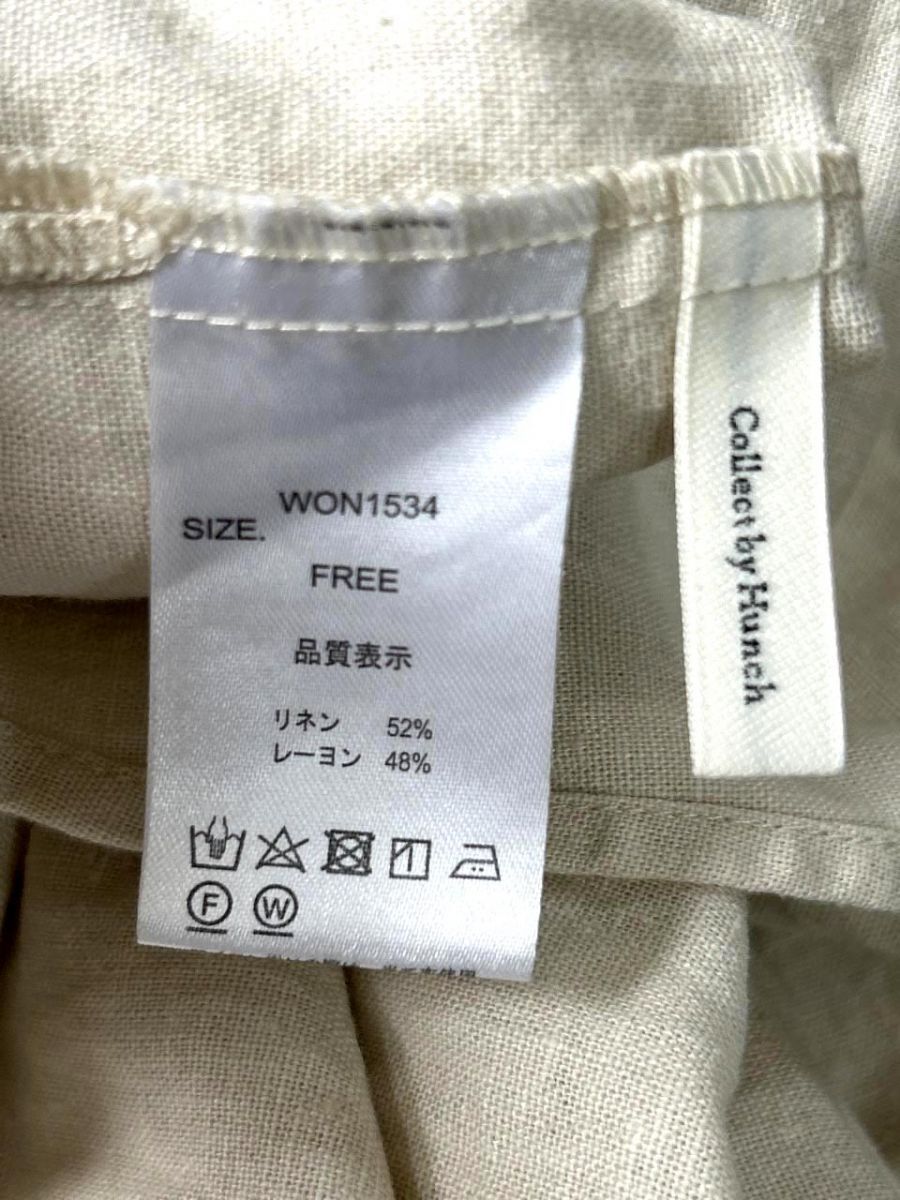 WON1534
SIZE.
FREE
品質表示
リネン 52%
レーヨン 48%
F W
Collect by Hunch